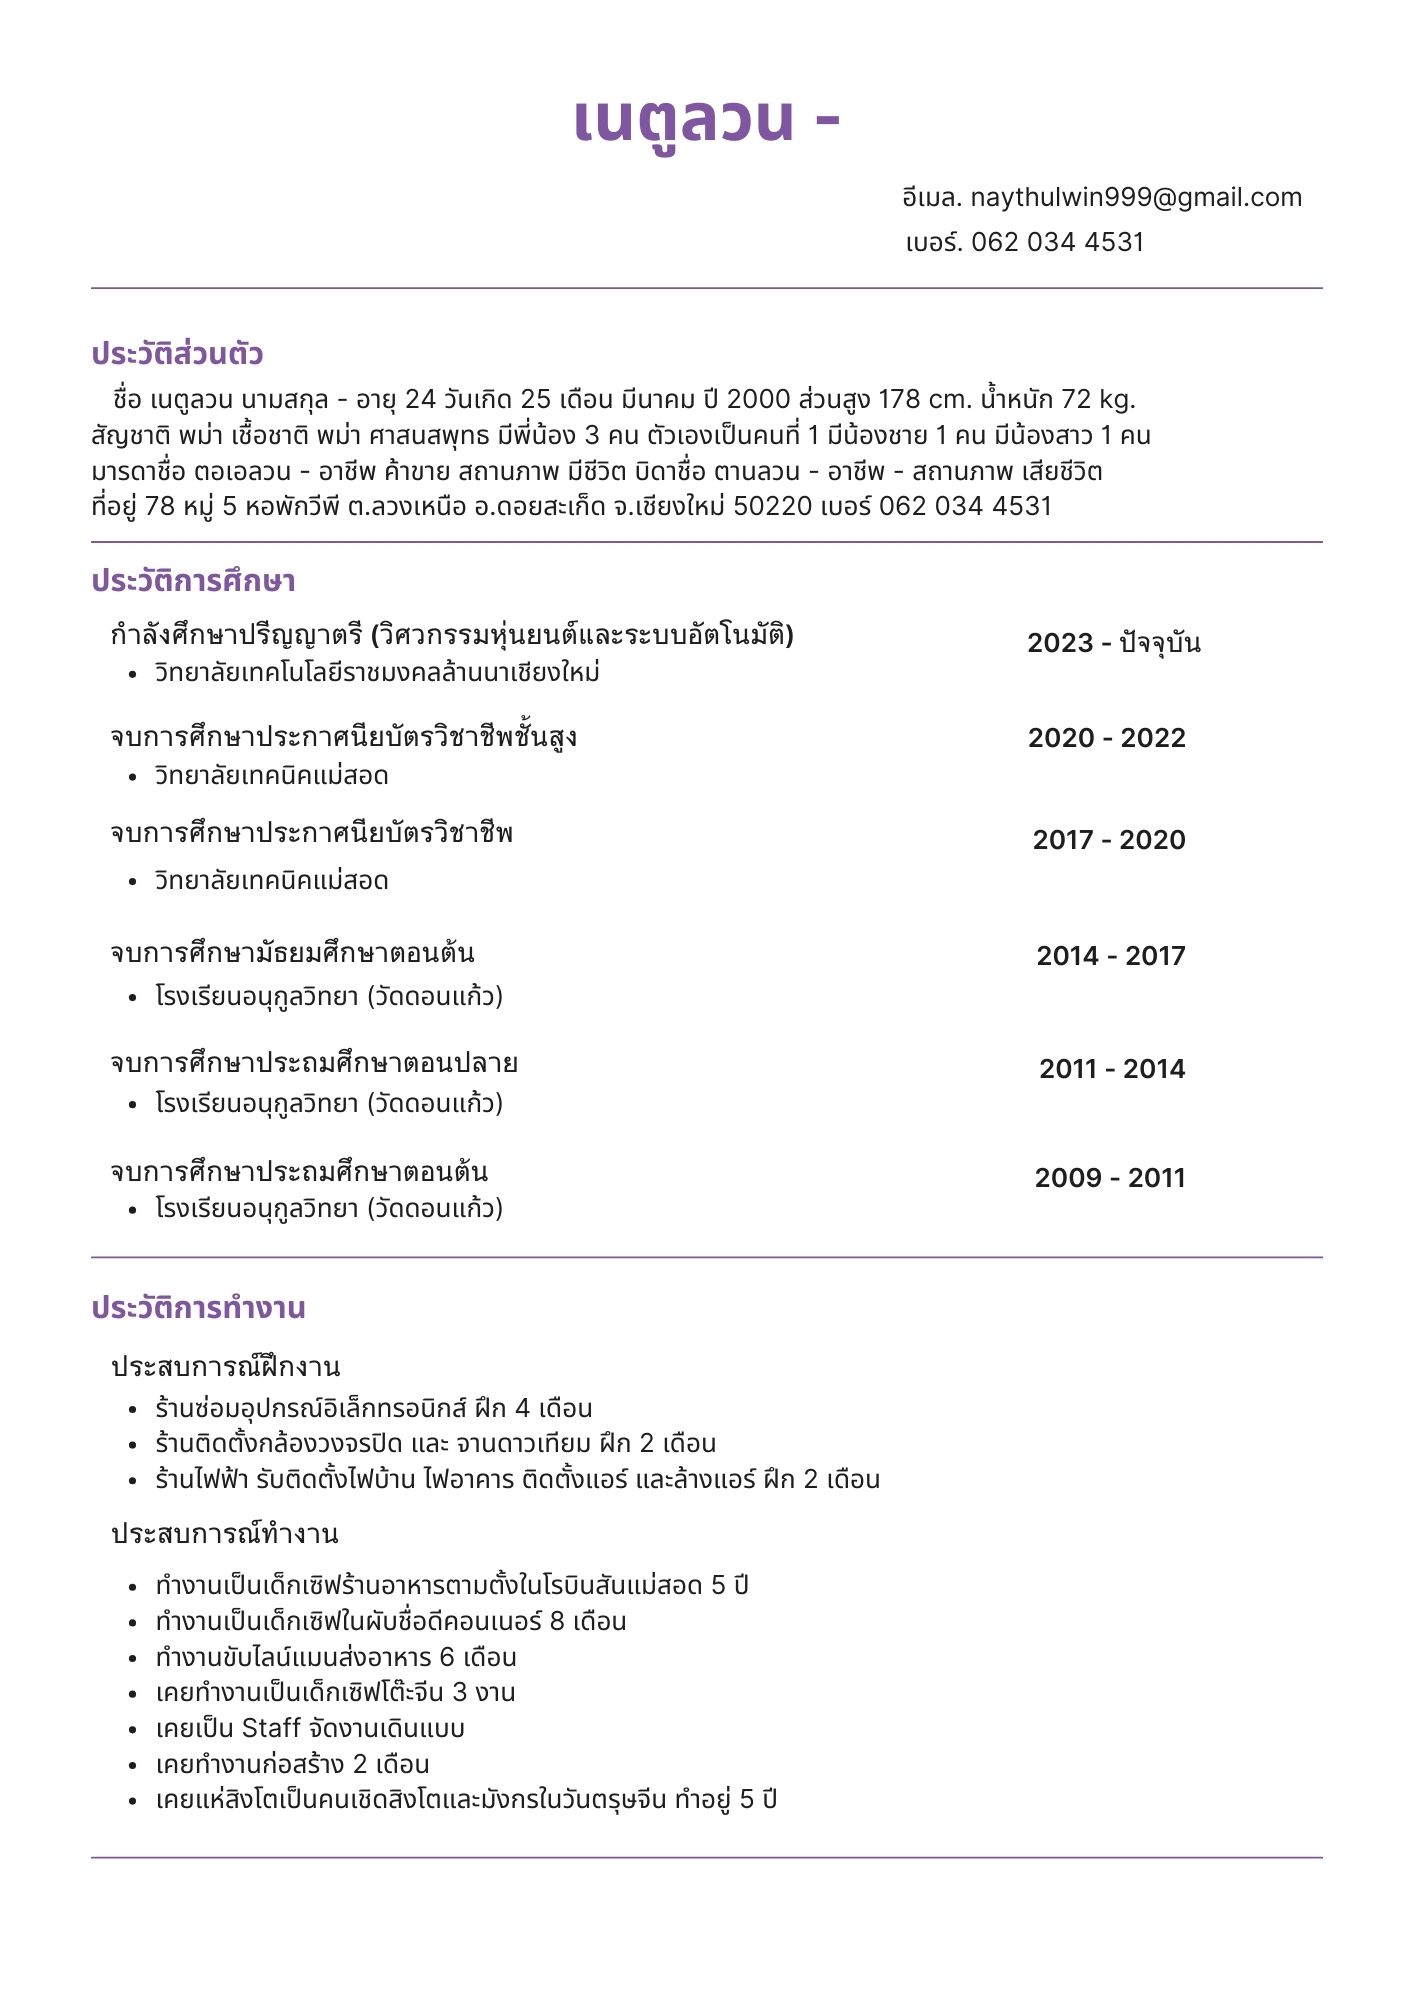 เนตูลวน -
อีเมล. naythulwin999@gmail.com
เบอร์. 062 034 4531
ประวัติส่วนตัว
ชื่อ เนตูลวน นามสกุล - อายุ 24 วันเกิด 25 เดือน มีนาคม ปี 2000 ส่วนสูง 178 cm. น้ำหนัก 72 kg.
สัญชาติ พม่า เชื้อชาติ พม่า ศาสนสพุทธ มีพี่น้อง 3 คน ตัวเองเป็นคนที่ 1 มีน้องชาย 1 คน มีน้องสาว 1 คน
มารดาชื่อ ตอเอลวน - อาชีพ ค้าขาย สถานภาพ มีชีวิต บิดาชื่อ ตานลวน - อาชีพ - สถานภาพ เสียชีวิต
ที่อยู่ 78 หมู่ 5 หอพักวีพี ต.ลวงเหนือ อ.ดอยสะเก็ด จ.เชียงใหม่ 50220 เบอร์ 062 034 4531
ประวัติการศึกษา
กำลังศึกษาปรีญญาตรี (วิศวกรรมหุ่นยนต์และระบบอัตโนมัติ) 2023 - ปัจจุบัน
• วิทยาลัยเทคโนโลยีราชมงคลล้านนาเชียงใหม่
จบการศึกษาประกาศนียบัตรวิชาชีพชั้นสูง 2020 - 2022
• วิทยาลัยเทคนิคแม่สอด
จบการศึกษาประกาศนียบัตรวิชาชีพ 2017 - 2020
• วิทยาลัยเทคนิคแม่สอด
จบการศึกษามัธยมศึกษาตอนต้น 2014 - 2017
• โรงเรียนอนุกูลวิทยา (วัดดอนแก้ว)
จบการศึกษาประถมศึกษาตอนปลาย 2011 - 2014
• โรงเรียนอนุกูลวิทยา (วัดดอนแก้ว)
จบการศึกษาประถมศึกษาตอนต้น 2009 - 2011
• โรงเรียนอนุกูลวิทยา (วัดดอนแก้ว)
ประวัติการทำงาน
ประสบการณ์ฝึกงาน
• ร้านซ่อมอุปกรณ์อิเล็กทรอนิกส์ ฝึก 4 เดือน
• ร้านติดตั้งกล้องวงจรปิด และ จานดาวเทียม ฝึก 2 เดือน
• ร้านไฟฟ้า รับติดตั้งไฟบ้าน ไฟอาคาร ติดตั้งแอร์ และล้างแอร์ ฝึก 2 เดือน
ประสบการณ์ทำงาน
• ทำงานเป็นเด็กเซิฟร้านอาหารตามตั้งในโรบินสันแม่สอด 5 ปี
• ทำงานเป็นเด็กเซิฟในผับชื่อดีคอนเนอร์ 8 เดือน
• ทำงานขับไลน์แมนส่งอาหาร 6 เดือน
• เคยทำงานเป็นเด็กเซิฟโต๊ะจีน 3 งาน
• เคยเป็น Staff จัดงานเดินแบบ
• เคยทำงานก่อสร้าง 2 เดือน
• เคยแห่สิงโตเป็นคนเชิดสิงโตและมังกรในวันตรุษจีน ทำอยู่ 5 ปี